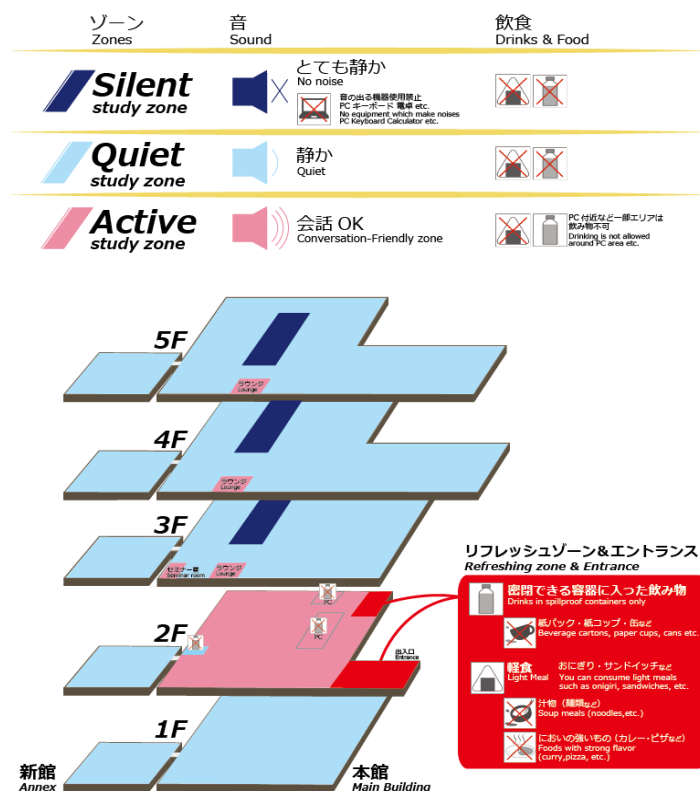 ゾーン
Zones
音
Sound
飲食
Drinks & Food
Silent
study zone
とても静か
No noise
音の出る機器使用禁止
PC キーボード 電卓 etc.
No equipment which make noises
PC Keyboard Calculator etc.
Quiet
study zone
静か
Quiet
Active
study zone
会話 OK
Conversation-Friendly zone
PC 付近など一部エリアは
飲み物不可
Drinking is not allowed
around PC area etc.
5F
ラウンジ
Lounge
4F
ラウンジ
Lounge
3F
セミナー室
Seminar room
ラウンジ
Lounge
2F
PC
PC
出入口
Entrance
1F
新館
Annex
本館
Main Building
リフレッシュゾーン&エントランス
Refreshing zone & Entrance
密閉できる容器に入った飲み物
Drinks in spillproof containers only
紙パック・紙コップ・缶など
Beverage cartons, paper cups, cans etc.
軽食
Light Meal
おにぎり・サンドイッチなど
You can consume light meals
such as onigiri, sandwiches, etc.
汁物(麺類など)
Soup meals (noodles,etc.)
においの強いもの(カレー・ピザなど)
Foods with strong flavor
(curry,pizza, etc.)